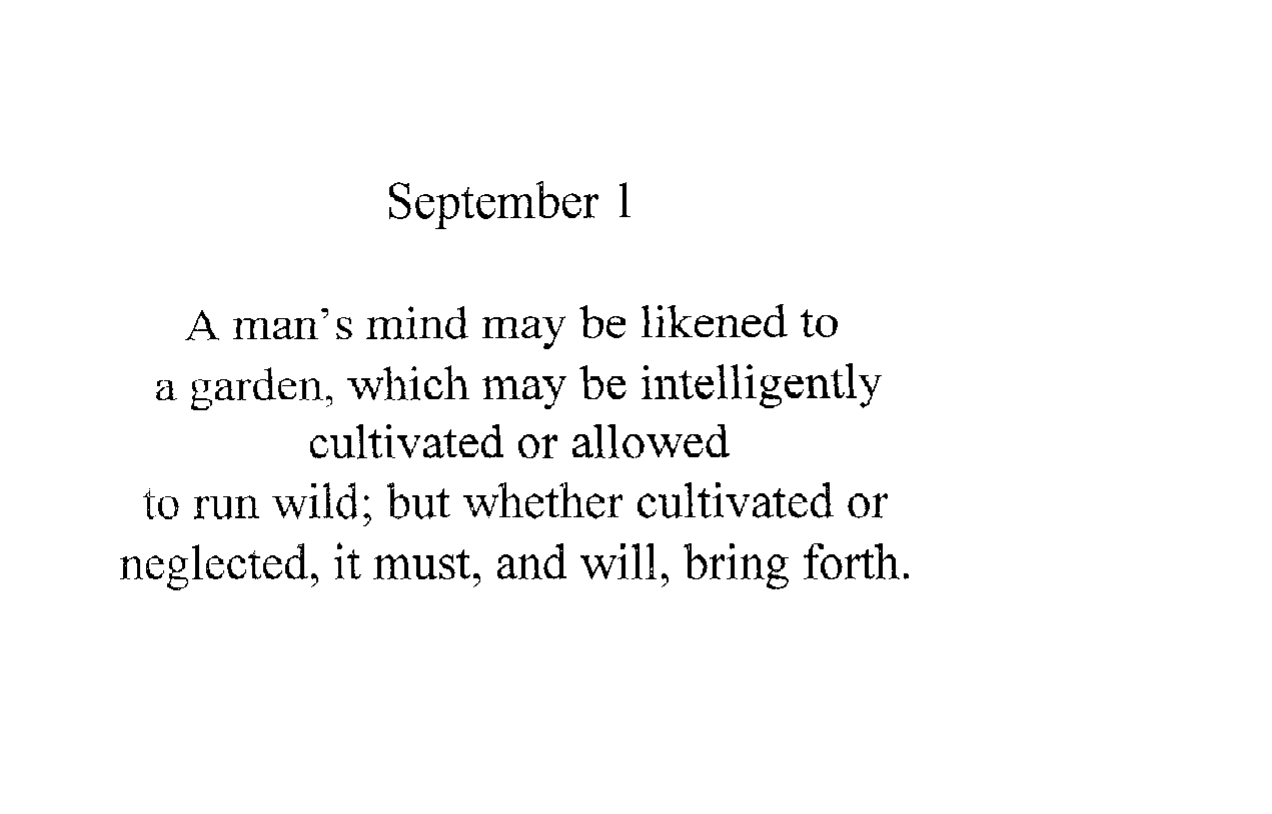 September 1
A man's mind may be likened to
a garden, which may be intelligently
cultivated or allowed
to run wild; but whether cultivated or
neglected, it must, and will, bring forth.